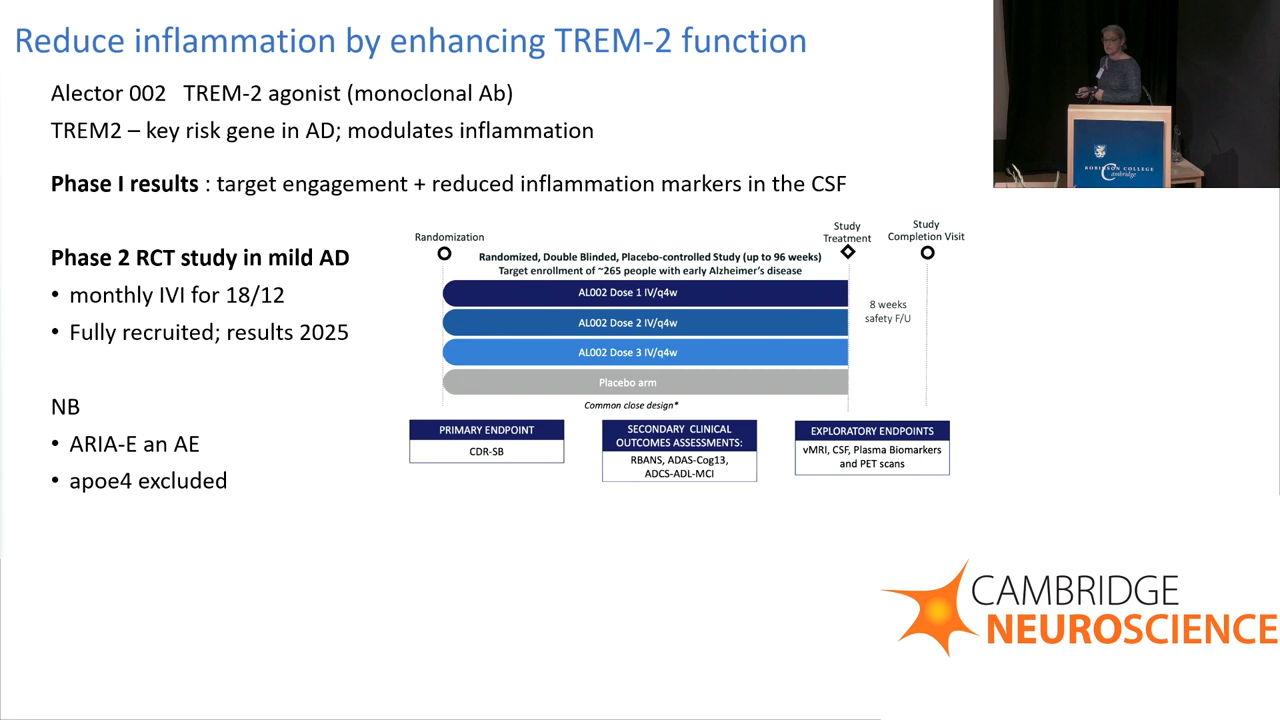 Reduce inflammation by enhancing TREM-2 function
Alector 002 TREM-2 agonist (monoclonal Ab)
TREM2 – key risk gene in AD; modulates inflammation
Phase I results : target engagement + reduced inflammation markers in the CSF
Phase 2 RCT study in mild AD
• monthly IVI for 18/12
• Fully recruited; results 2025
NB
• ARIA-E an AE
• apoe4 excluded
Randomization
Study
Treatment
Study
Completion Visit
Randomized, Double Blinded, Placebo-controlled Study (up to 96 weeks)
Target enrollment of ~265 people with early Alzheimer's disease
AL002 Dose 1 IV/q4w
AL002 Dose 2 IV/q4w
AL002 Dose 3 IV/q4w
Placebo arm
8 weeks
safety F/U
Common close design*
PRIMARY ENDPOINT
CDR-SB
SECONDARY CLINICAL
OUTCOMES ASSESSMENTS:
RBANS, ADAS-Cog13,
ADCS-ADL-MCI
EXPLORATORY ENDPOINTS
vMRI, CSF, Plasma Biomarkers
and PET scans
ROBINSON COLLEGE
Cambridge
CAMBRIDGE
NEUROSCIENCE